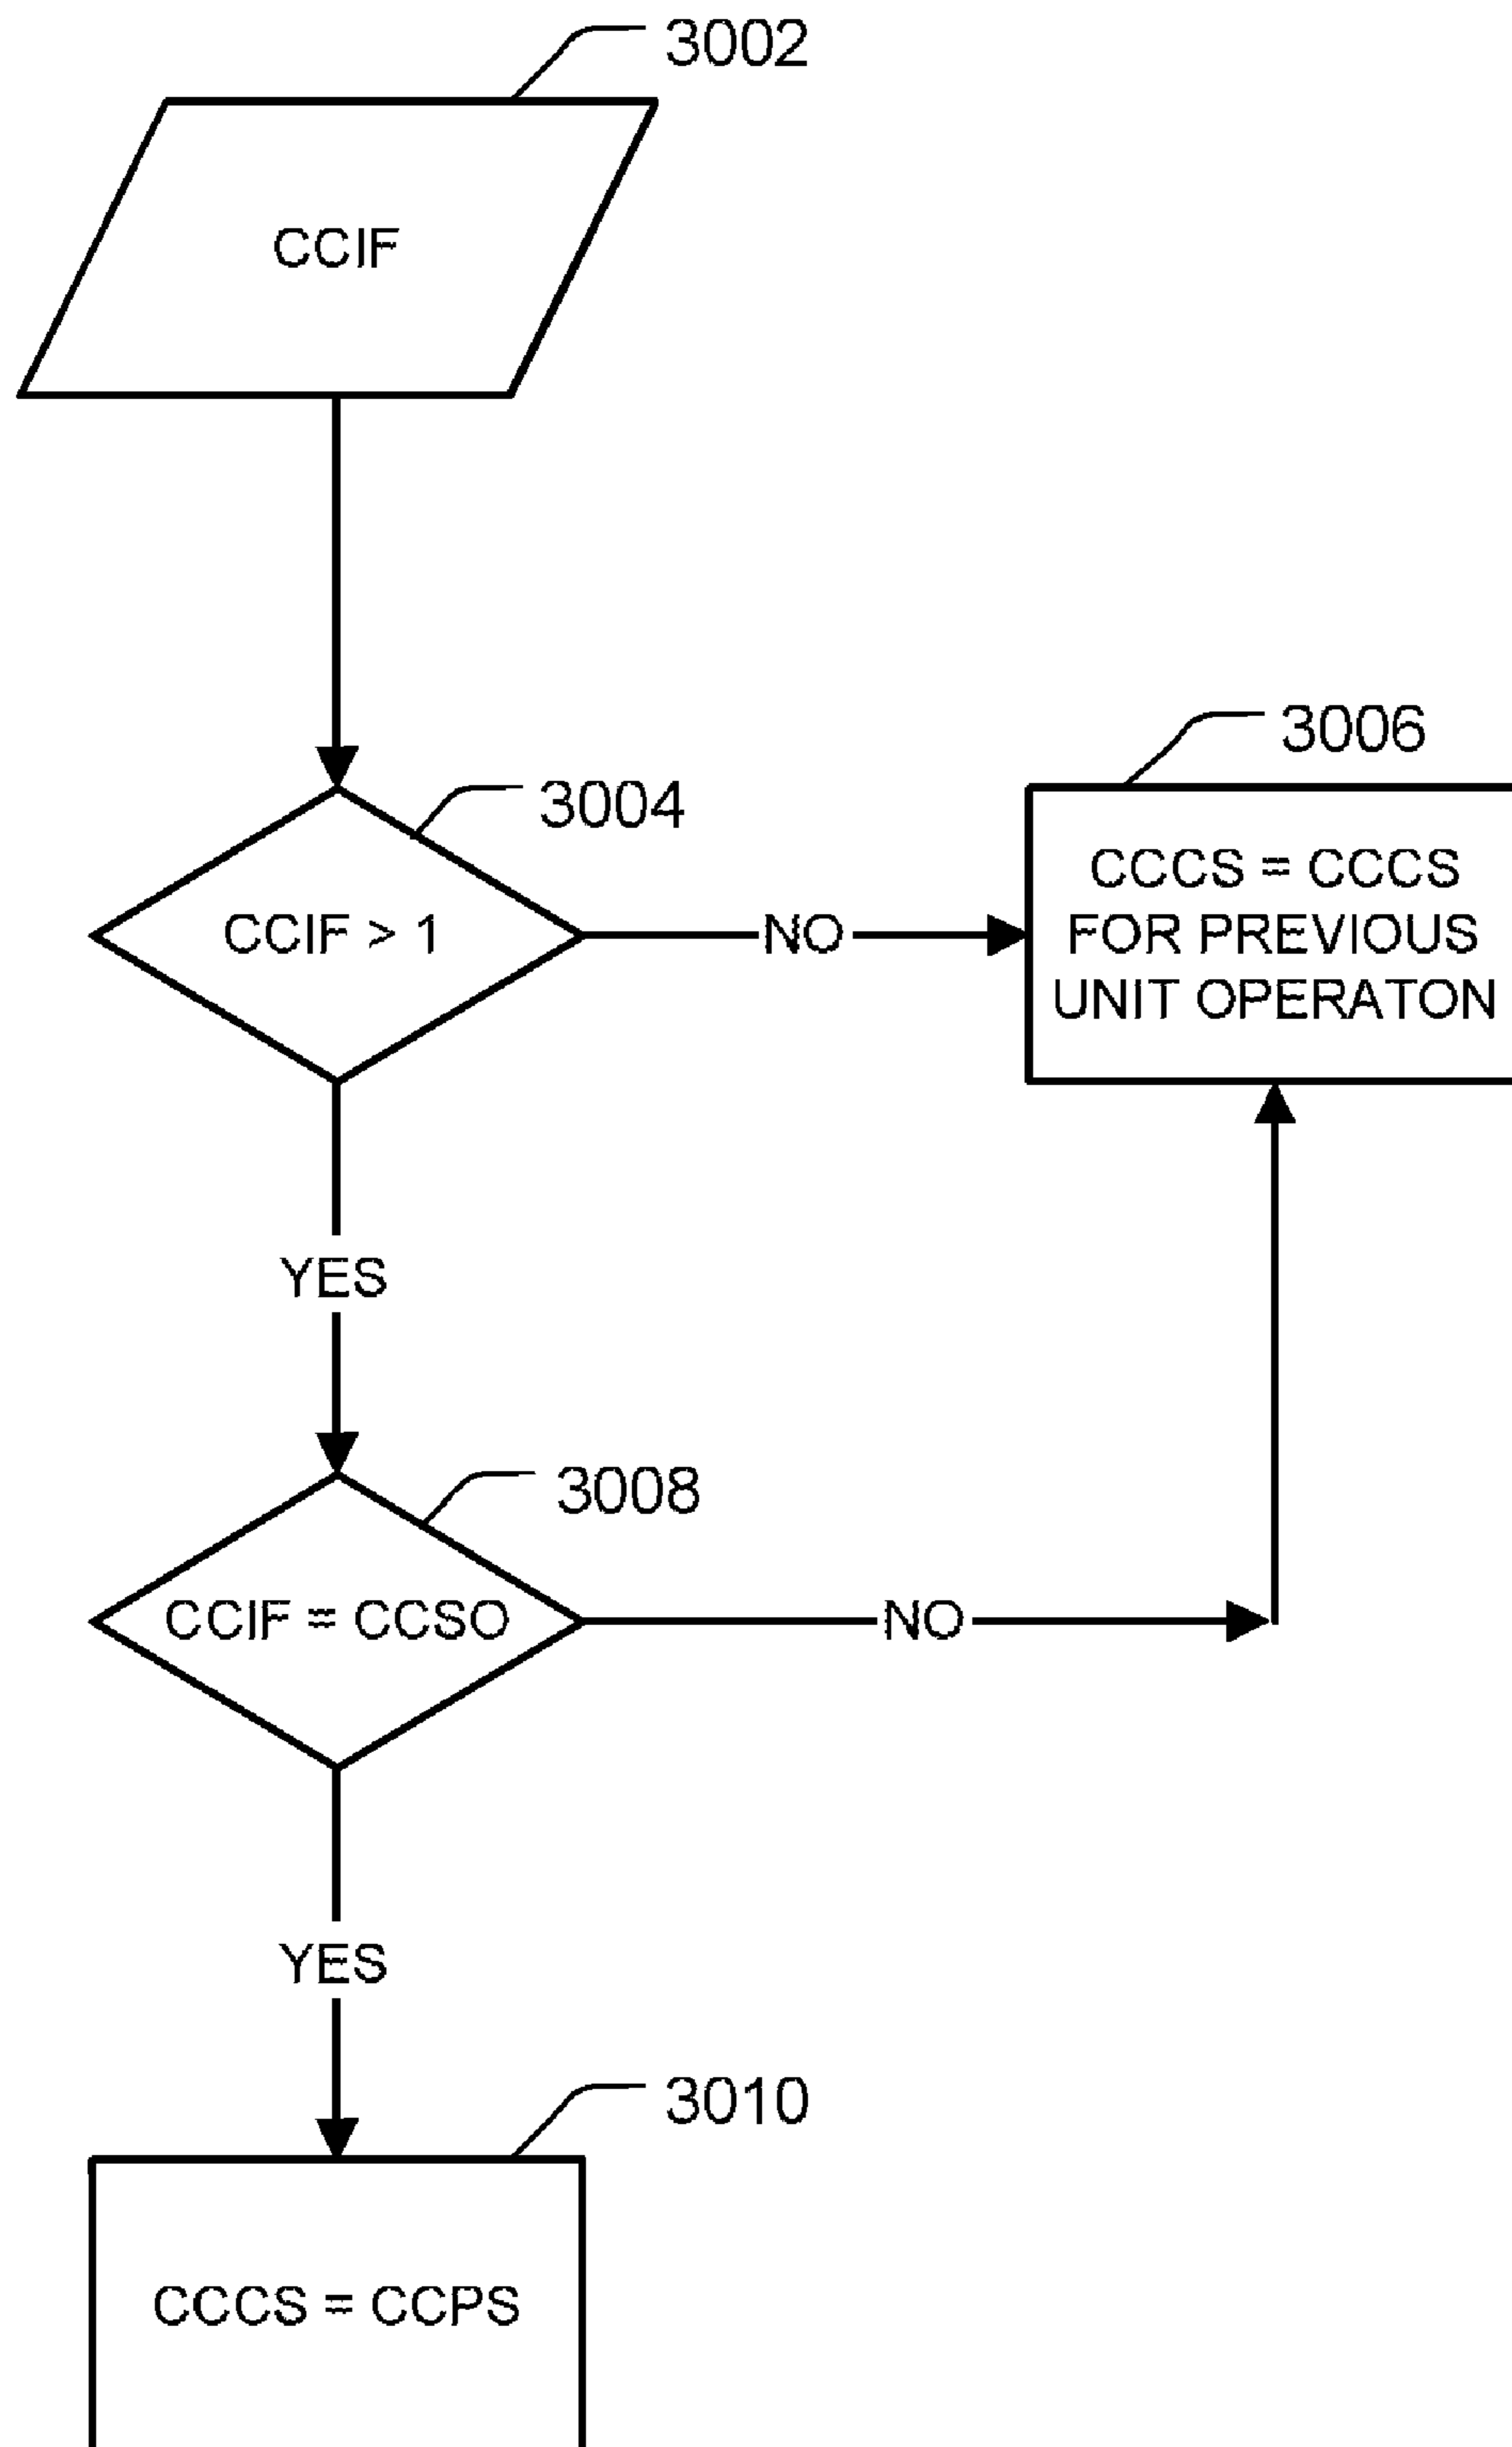 3002
CCIF
3006
3004
CCCS = CCCS
FOR PREVIOUS
UNIT OPERATON
CCIF > 1
NO
YES
3008
CCIF = CCSO
NO
YES
3010
CCCS = CCPS